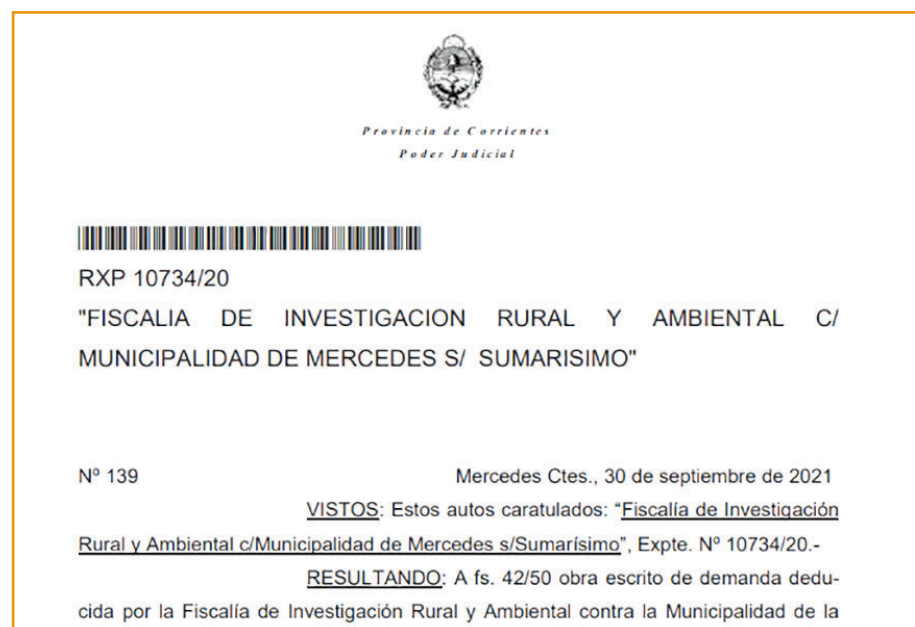 Provincia de Corrientes
Poder Judicial
RXP 10734/20
"FISCALIA DE INVESTIGACION RURAL Y AMBIENTAL C/
MUNICIPALIDAD DE MERCEDES S/ SUMARISIMO"
Nº 139 Mercedes Ctes., 30 de septiembre de 2021
VISTOS: Estos autos caratulados: “Fiscalía de Investigación
Rural y Ambiental c/Municipalidad de Mercedes s/Sumarísimo”, Expte. Nº 10734/20.-
RESULTANDO: A fs. 42/50 obra escrito de demanda dedu-
cida por la Fiscalía de Investigación Rural y Ambiental contra la Municipalidad de la